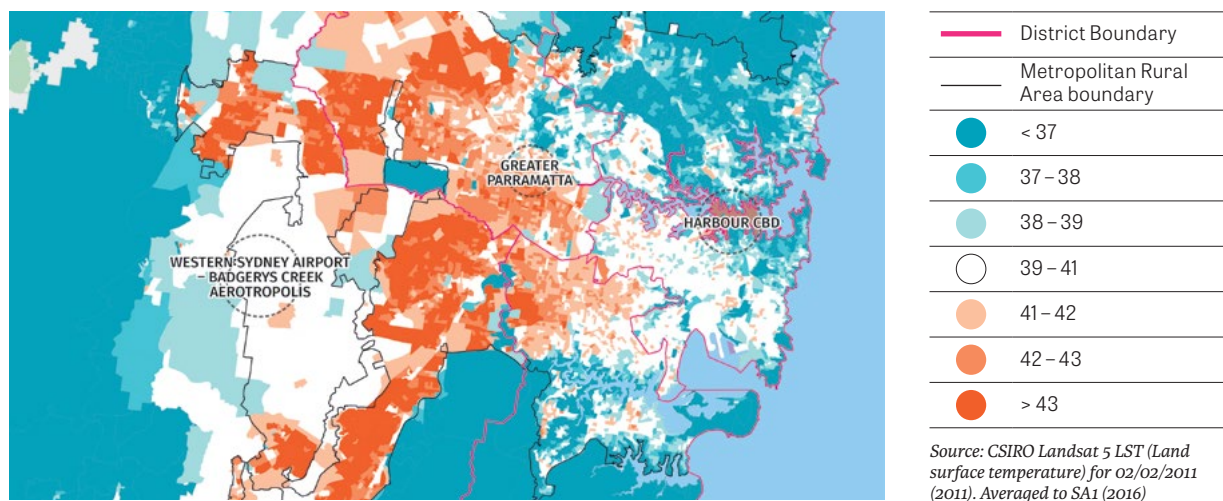 GREATER
PARRAMATTA
HARBOUR CBD
WESTERN SYDNEY AIRPORT
– BADGERYS CREEK
AEROTROPOLIS
District Boundary
Metropolitan Rural
Area boundary
< 37
37 – 38
38 – 39
39 – 41
41 – 42
42 – 43
> 43
Source: CSIRO Landsat 5 LST (Land
surface temperature) for 02/02/2011
(2011). Averaged to SA1 (2016)